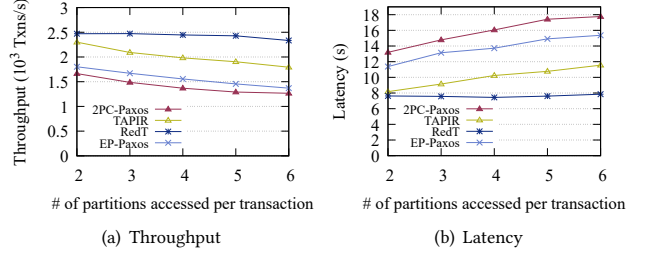 Throughput (10³ Txns/s)
3
2.5
2
1.5
1
0.5
0
2PC-Paxos
TAPIR
RedT
EP-Paxos
2 3 4 5 6
# of partitions accessed per transaction
(a) Throughput
Latency (s)
18
16
14
12
10
8
6
4
2
0
2PC-Paxos
TAPIR
RedT
EP-Paxos
2 3 4 5 6
# of partitions accessed per transaction
(b) Latency